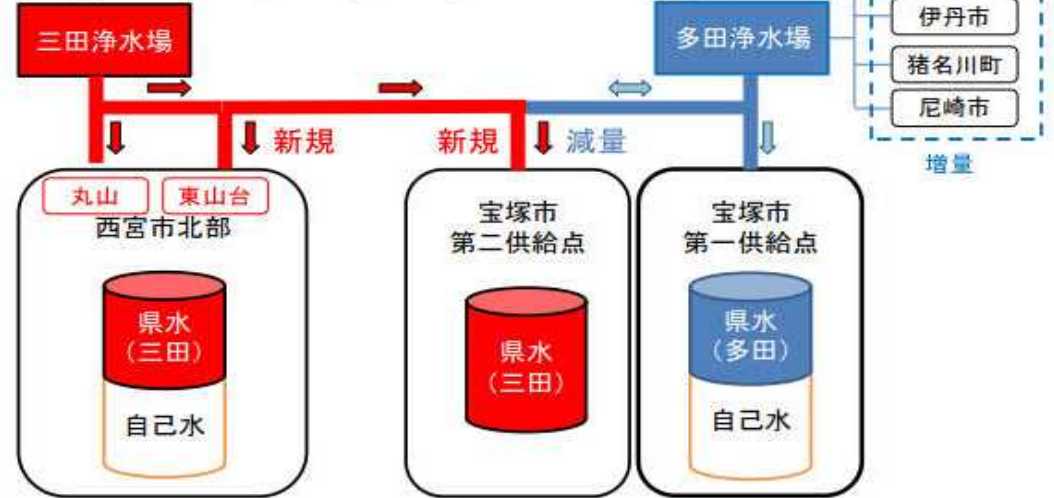 三田浄水場
多田浄水場
伊丹市
猪名川町
尼崎市
増量
新規
新規
減量
丸山
東山台
西宮市北部
県水
（三田）
自己水
宝塚市
第二供給点
県水
（三田）
宝塚市
第一供給点
県水
（多田）
自己水